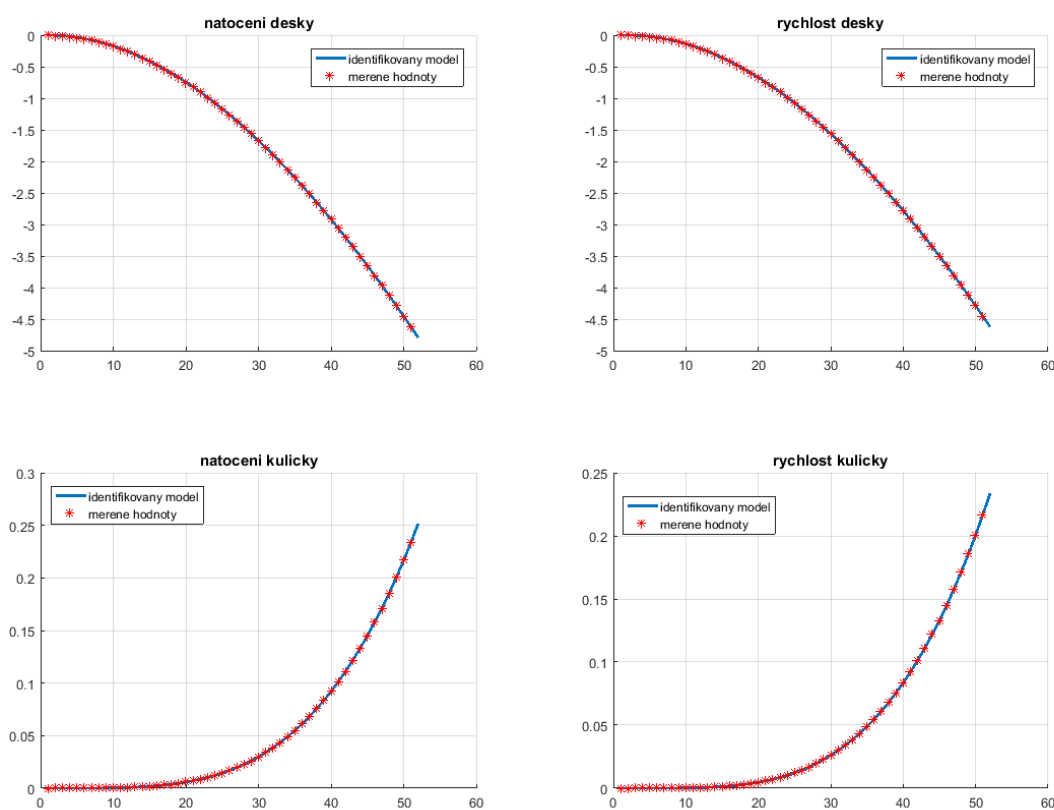 natoceni desky
0
-0.5
-1
-1.5
-2
-2.5
-3
-3.5
-4
-4.5
-5
0 10 20 30 40 50 60
identifikovany model
merene hodnoty
rychlost desky
0
-0.5
-1
-1.5
-2
-2.5
-3
-3.5
-4
-4.5
-5
0 10 20 30 40 50 60
identifikovany model
merene hodnoty
natoceni kulicky
0.3
0.25
0.2
0.15
0.1
0.05
0
0 10 20 30 40 50 60
identifikovany model
merene hodnoty
rychlost kulicky
0.25
0.2
0.15
0.1
0.05
0
0 10 20 30 40 50 60
identifikovany model
merene hodnoty